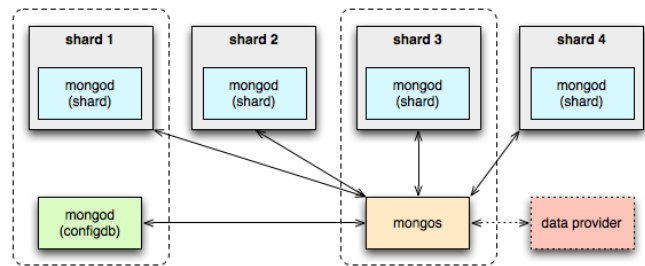 shard 1
shard 2
shard 3
shard 4
mongod
(shard)
mongod
(shard)
mongod
(shard)
mongod
(shard)
mongod
(configdb)
mongos
data provider